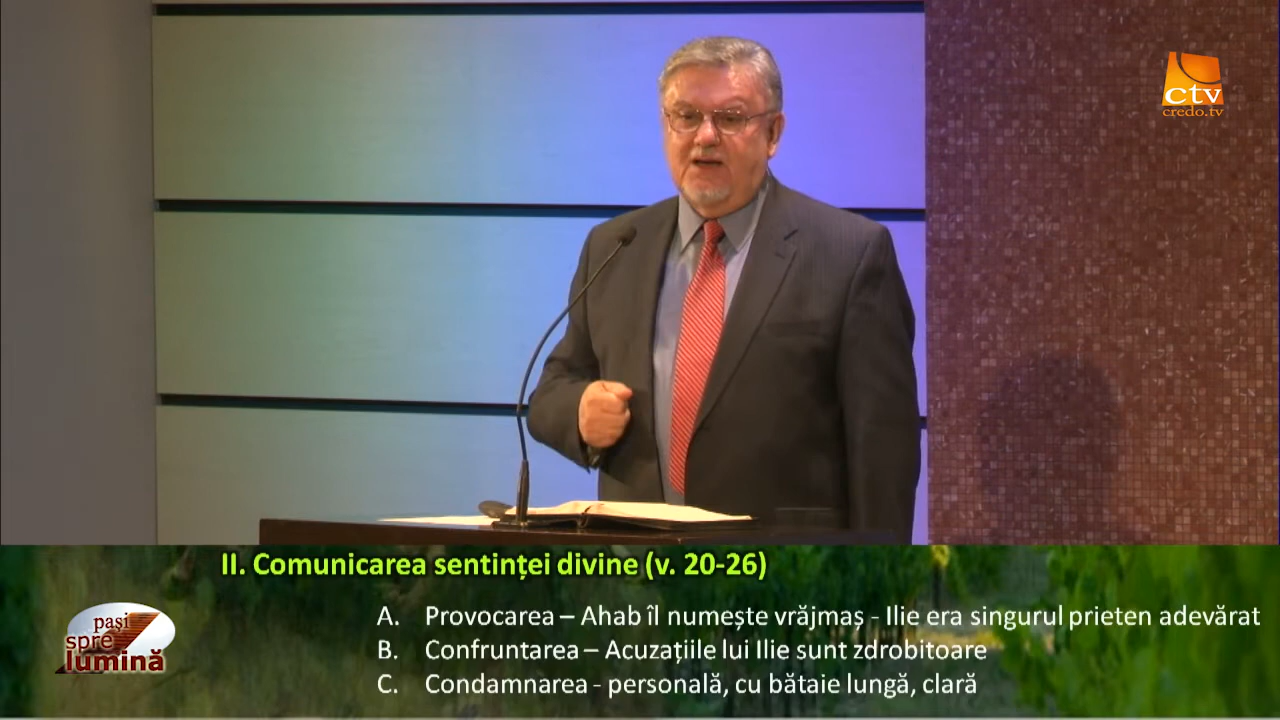 ctv
credo.tv
II. Comunicarea sentinței divine (v. 20-26)
A. Provocarea – Ahab îl numește vrăjmaș - Ilie era singurul prieten adevărat
B. Confruntarea – Acuzațiile lui Ilie sunt zdrobitoare
C. Condamnarea - personală, cu bătaie lungă, clară
pași
spre
lumină